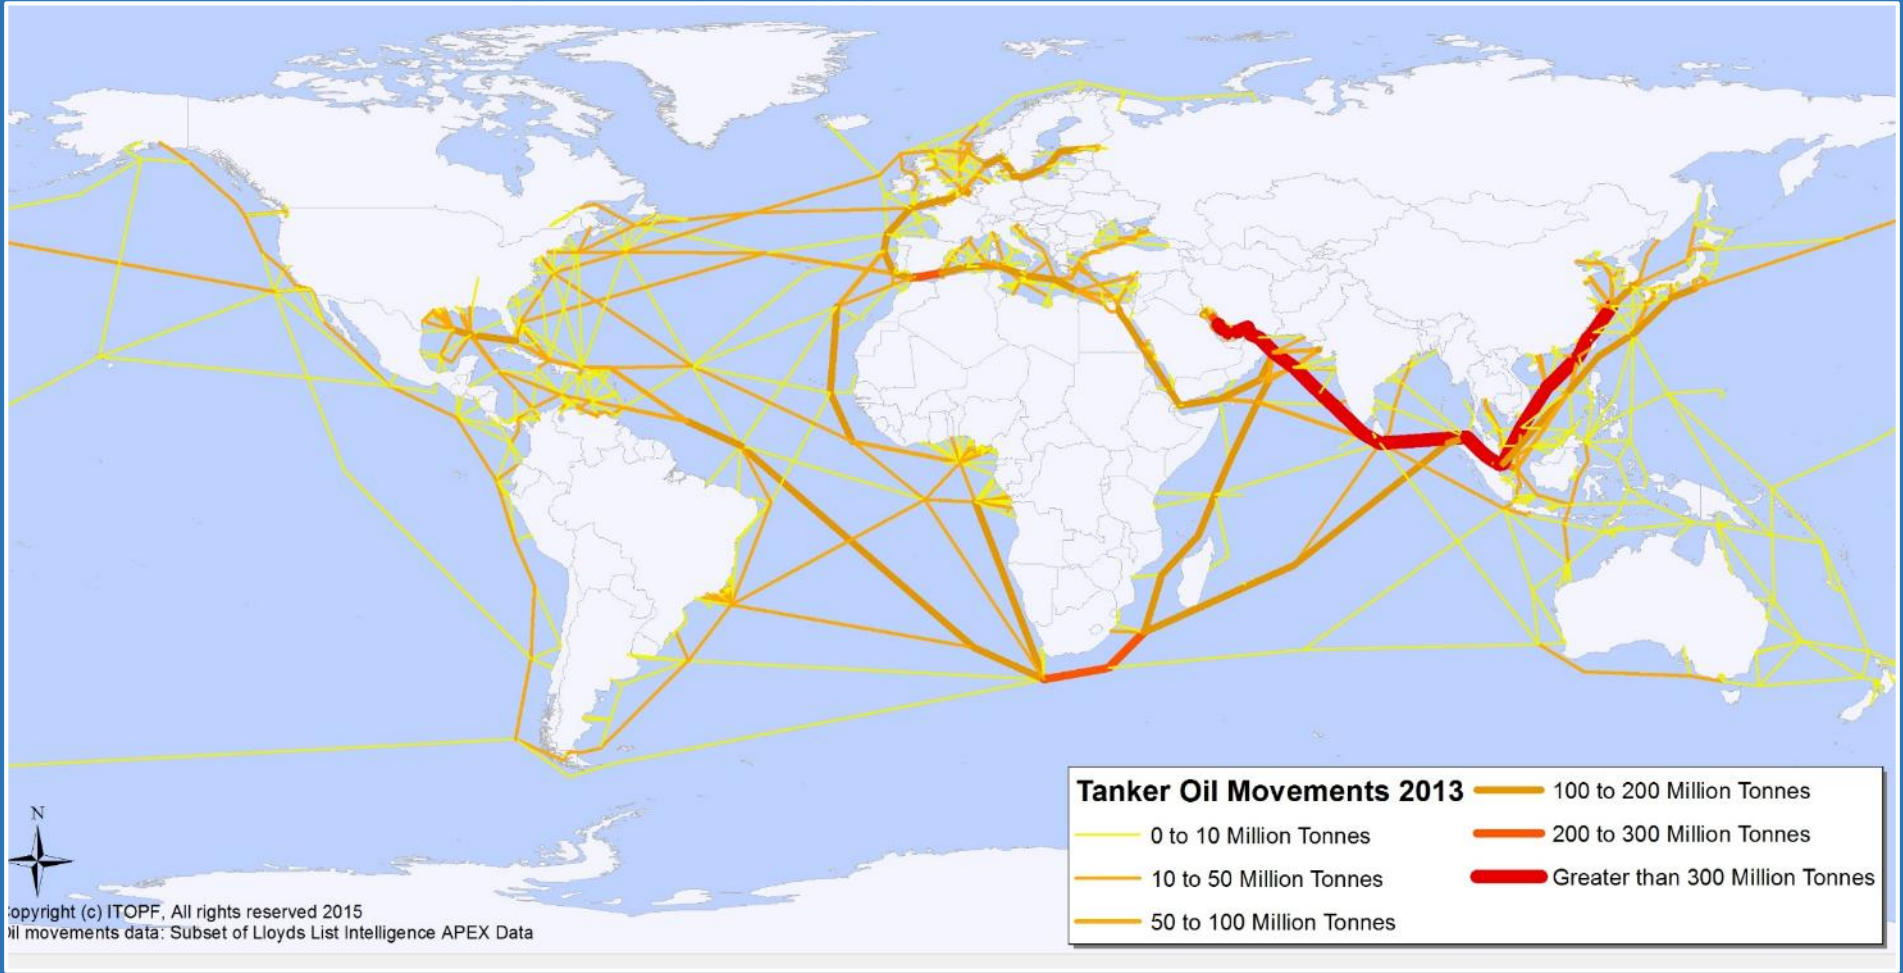 Tanker Oil Movements 2013
0 to 10 Million Tonnes
10 to 50 Million Tonnes
50 to 100 Million Tonnes
100 to 200 Million Tonnes
200 to 300 Million Tonnes
Greater than 300 Million Tonnes
N
opyright (c) ITOPF, All rights reserved 2015
il movements data: Subset of Lloyds List Intelligence APEX Data